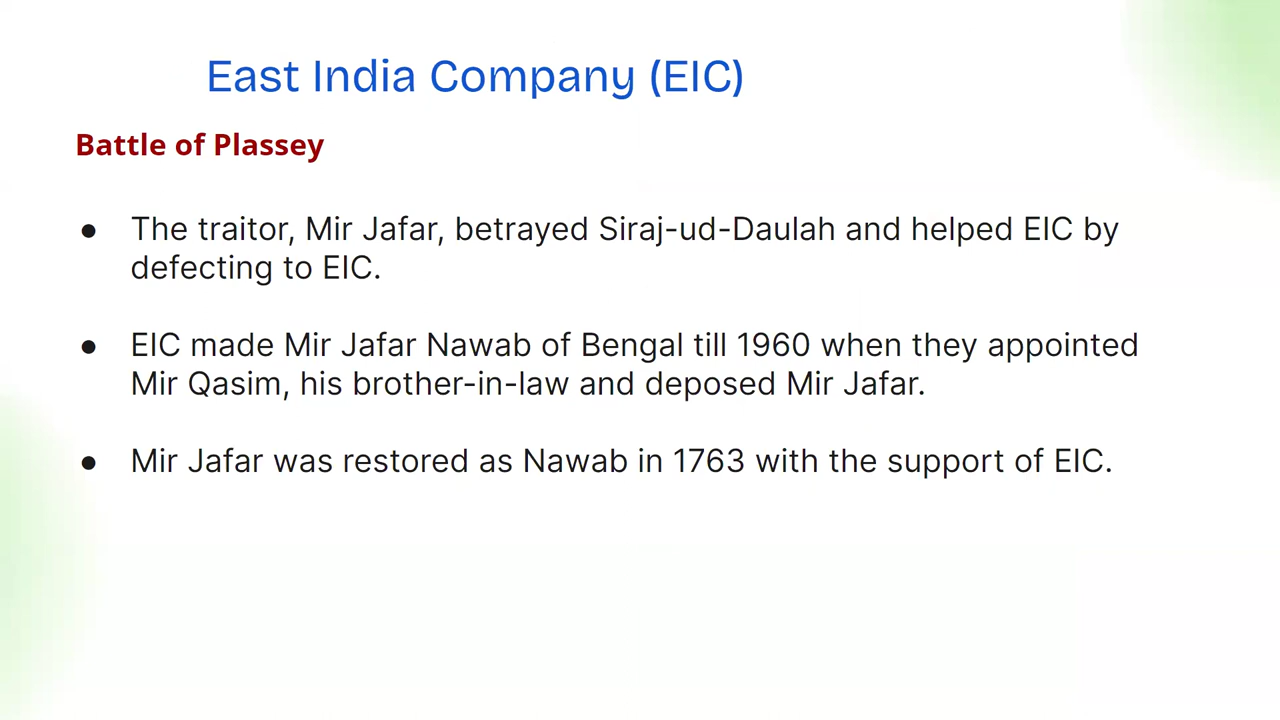 East India Company (EIC)
Battle of Plassey
● The traitor, Mir Jafar, betrayed Siraj-ud-Daulah and helped EIC by
defecting to EIC.
● EIC made Mir Jafar Nawab of Bengal till 1960 when they appointed
Mir Qasim, his brother-in-law and deposed Mir Jafar.
● Mir Jafar was restored as Nawab in 1763 with the support of EIC.